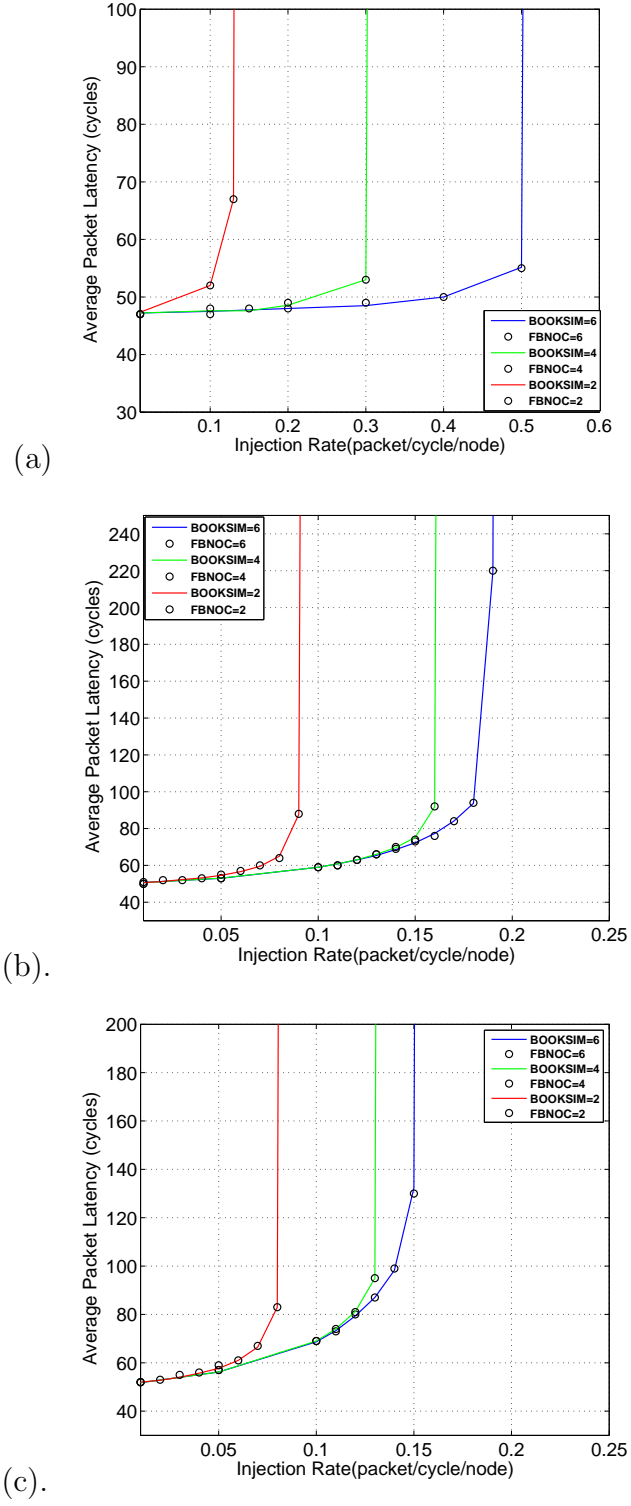 100
90
80
70
60
50
40
30
Average Packet Latency (cycles)
BOOKSIM=6
FBNOC=6
BOOKSIM=4
FBNOC=4
BOOKSIM=2
FBNOC=2
0.1 0.2 0.3 0.4 0.5 0.6
Injection Rate(packet/cycle/node)
(a)
240
220
200
180
160
140
120
100
80
60
40
Average Packet Latency (cycles)
BOOKSIM=6
FBNOC=6
BOOKSIM=4
FBNOC=4
BOOKSIM=2
FBNOC=2
0.05 0.1 0.15 0.2 0.25
Injection Rate(packet/cycle/node)
(b).
200
180
160
140
120
100
80
60
40
Average Packet Latency (cycles)
BOOKSIM=6
FBNOC=6
BOOKSIM=4
FBNOC=4
BOOKSIM=2
FBNOC=2
0.05 0.1 0.15 0.2 0.25
Injection Rate(packet/cycle/node)
(c).